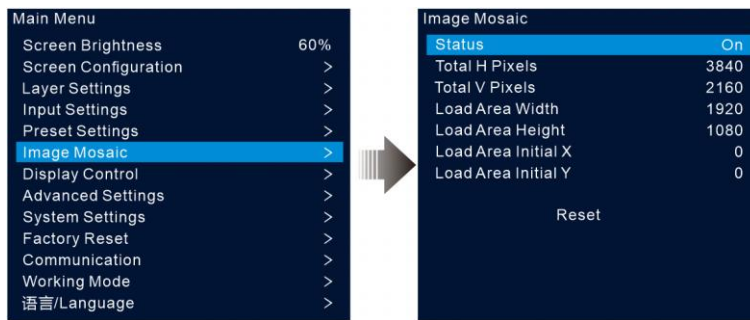 Main Menu
Screen Brightness 60%
Screen Configuration >
Layer Settings >
Input Settings >
Preset Settings >
Image Mosaic >
Display Control >
Advanced Settings >
System Settings >
Factory Reset >
Communication >
Working Mode >
语言/Language >
Image Mosaic
Status On
Total H Pixels 3840
Total V Pixels 2160
Load Area Width 1920
Load Area Height 1080
Load Area Initial X 0
Load Area Initial Y 0
Reset